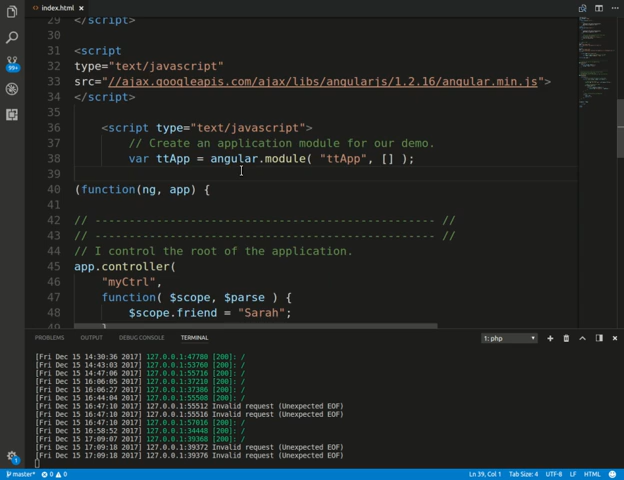 index.html
29 </script>
30
31 <script
32 type="text/javascript"
33 src="//ajax.googleapis.com/ajax/libs/angularjs/1.2.16/angular.min.js">
34 </script>
35
36 <script type="text/javascript">
37 // Create an application module for our demo.
38 var ttApp = angular.module( "ttApp", [] );
39
40 (function(ng, app) {
41
42 // ---------------------------------------------------- //
43 // ---------------------------------------------------- //
44 // I control the root of the application.
45 app.controller(
46 "myCtrl",
47 function( $scope, $parse ) {
48 $scope.friend = "Sarah";
49 }
99+
PROBLEMS OUTPUT DEBUG CONSOLE TERMINAL 1: php
[Fri Dec 15 14:30:36 2017] 127.0.0.1:47780 [200]: /
[Fri Dec 15 14:43:03 2017] 127.0.0.1:53760 [200]: /
[Fri Dec 15 14:47:06 2017] 127.0.0.1:55716 [200]: /
[Fri Dec 15 16:06:05 2017] 127.0.0.1:37210 [200]: /
[Fri Dec 15 16:06:27 2017] 127.0.0.1:37386 [200]: /
[Fri Dec 15 16:44:04 2017] 127.0.0.1:55508 [200]: /
[Fri Dec 15 16:47:10 2017] 127.0.0.1:55512 Invalid request (Unexpected EOF)
[Fri Dec 15 16:47:10 2017] 127.0.0.1:55516 Invalid request (Unexpected EOF)
[Fri Dec 15 16:47:10 2017] 127.0.0.1:57016 [200]: /
[Fri Dec 15 16:58:52 2017] 127.0.0.1:34448 [200]: /
[Fri Dec 15 17:09:07 2017] 127.0.0.1:39368 [200]: /
[Fri Dec 15 17:09:18 2017] 127.0.0.1:39372 Invalid request (Unexpected EOF)
[Fri Dec 15 17:09:18 2017] 127.0.0.1:39376 Invalid request (Unexpected EOF)
1
master* 0 0 Ln 39, Col 1 Tab Size: 4 UTF-8 LF HTML